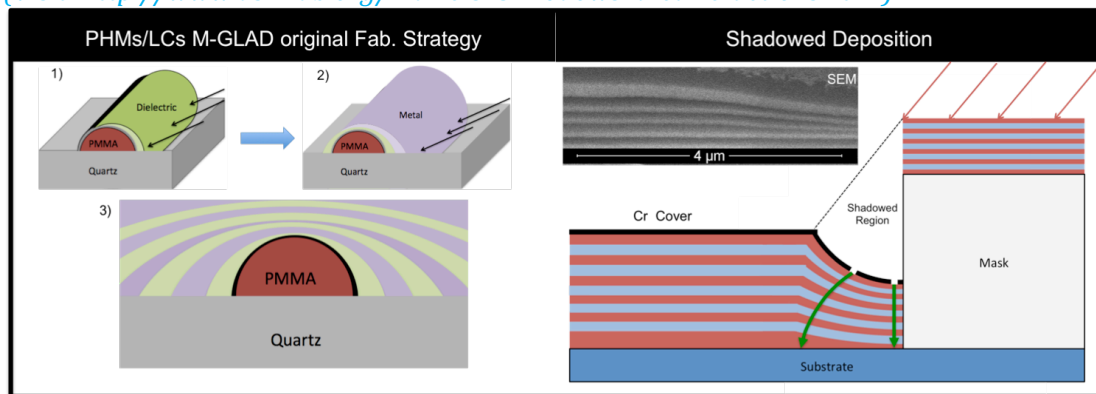 PHMs/LCs M-GLAD original Fab. Strategy
Shadowed Deposition
1)
Dielectric
PMMA
Quartz
2)
Metal
PMMA
Quartz
3)
PMMA
Quartz
SEM
4 µm
Cr Cover
Shadowed
Region
Mask
Substrate